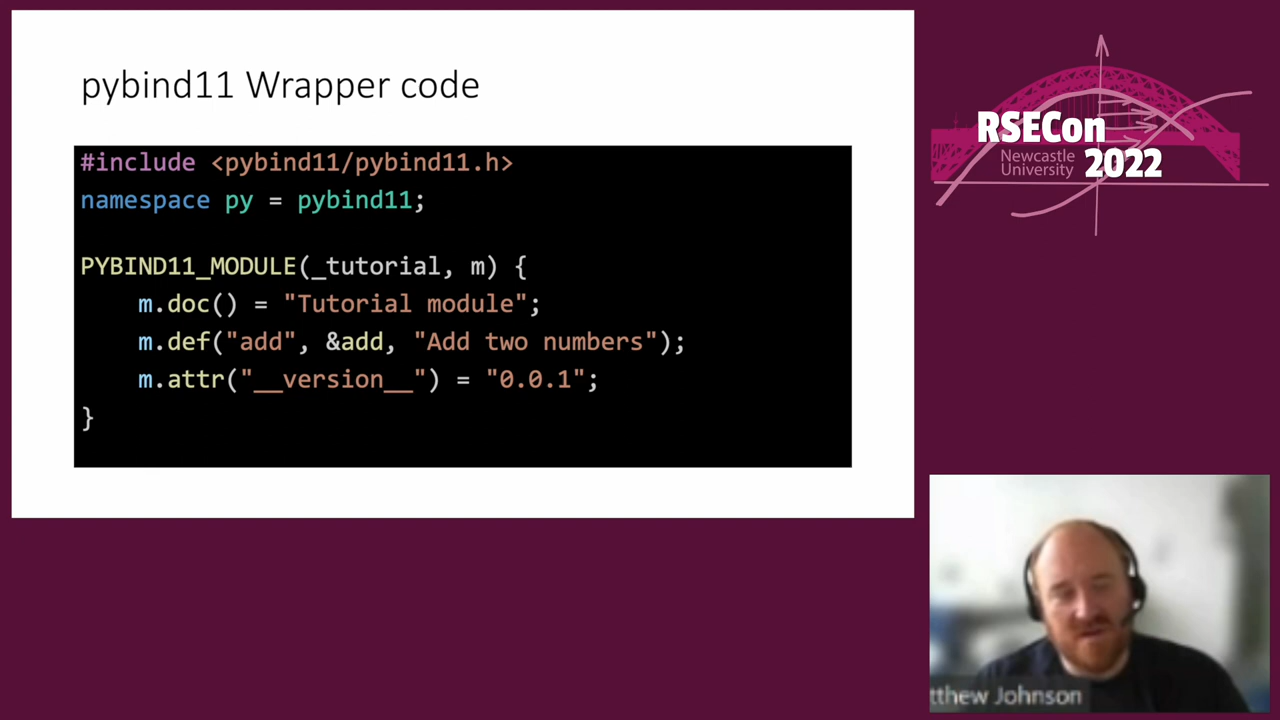 pybind11 Wrapper code
#include <pybind11/pybind11.h>
namespace py = pybind11;
PYBIND11_MODULE(_tutorial, m) {
m.doc() = "Tutorial module";
m.def("add", &add, "Add two numbers");
m.attr("__version__") = "0.0.1";
}
RSECon
Newcastle
University
2022
tthew Johnson